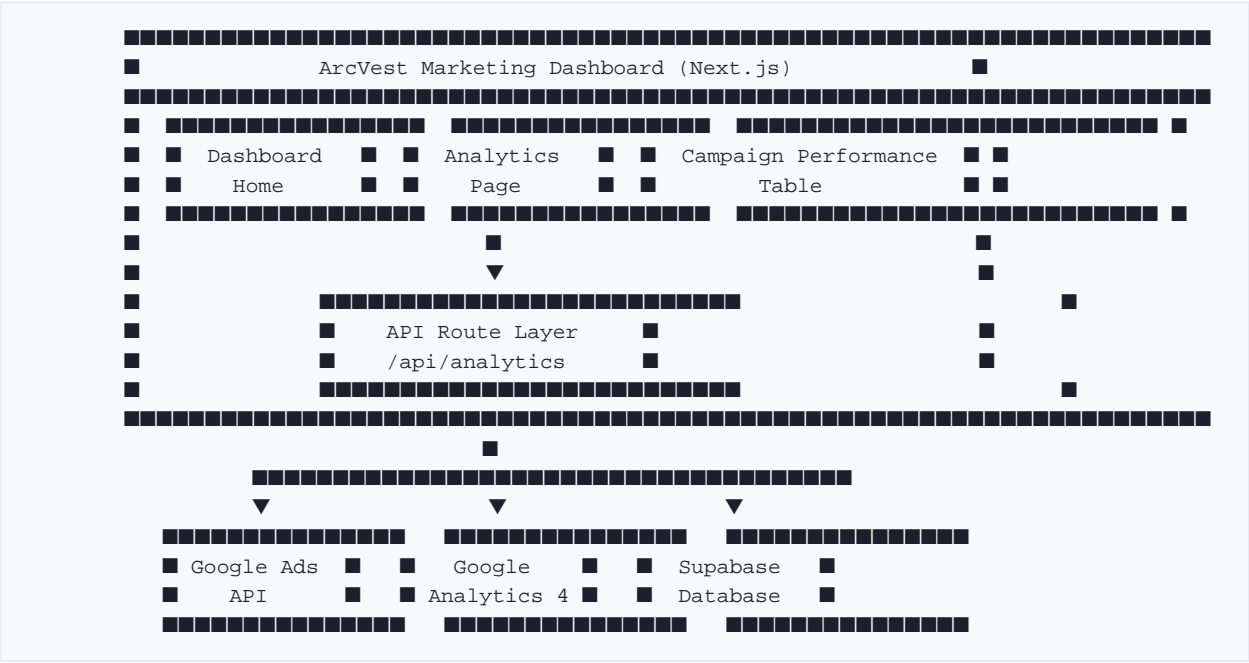 ArcVest Marketing Dashboard (Next.js)
Dashboard Analytics Campaign Performance
Home Page Table
API Route Layer
/api/analytics
Google Ads Google Supabase
API Analytics 4 Database